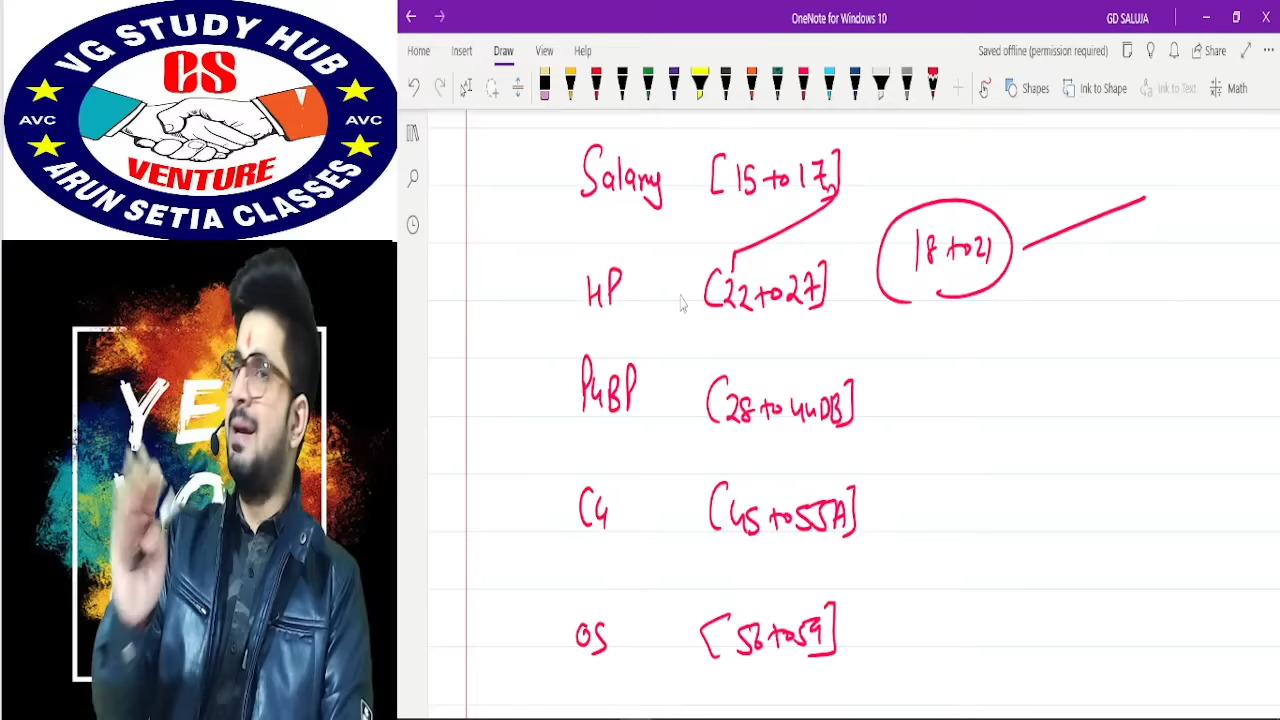 VG STUDY HUB
CS
AVC
AVC
VENTURE
ARUN SETIA CLASSES
YE
OneNote for Windows 10
GD SALUJA
Home Insert Draw View Help
Saved offline (permission required)
Share
Shapes
Ink to Shape
Ink to Text
Math
Salary [15 to 17]
18 to 21
HP [22 to 27]
PGBP [28 to 44DB]
CG [45 to 55A]
OS [56 to 59]